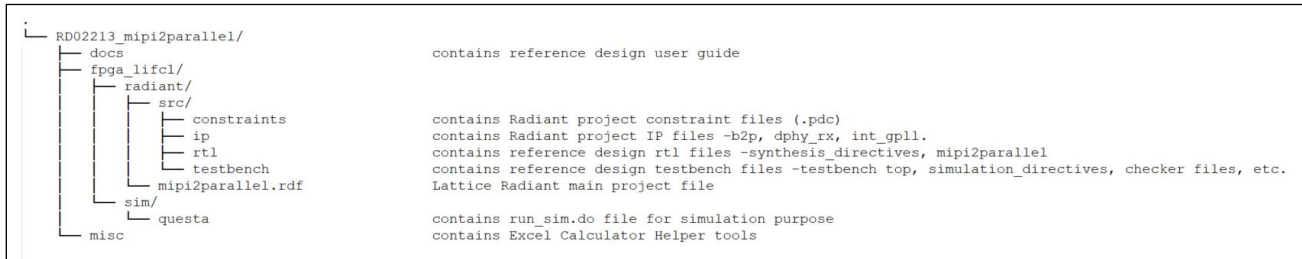 .
└── RD02213_mipi2parallel/
    ├── docs                        contains reference design user guide
    ├── fpga_lifcl/
    │   ├── radiant/
    │   │   ├── src/
    │   │   │   ├── constraints     contains Radiant project constraint files (.pdc)
    │   │   │   ├── ip              contains Radiant project IP files -b2p, dphy_rx, int_gpll.
    │   │   │   ├── rtl             contains reference design rtl files -synthesis_directives, mipi2parallel
    │   │   │   └── testbench       contains reference design testbench files -testbench top, simulation_directives, checker files, etc.
    │   │   └── mipi2parallel.rdf   Lattice Radiant main project file
    │   └── sim/
    │       └── questa              contains run_sim.do file for simulation purpose
    └── misc                        contains Excel Calculator Helper tools